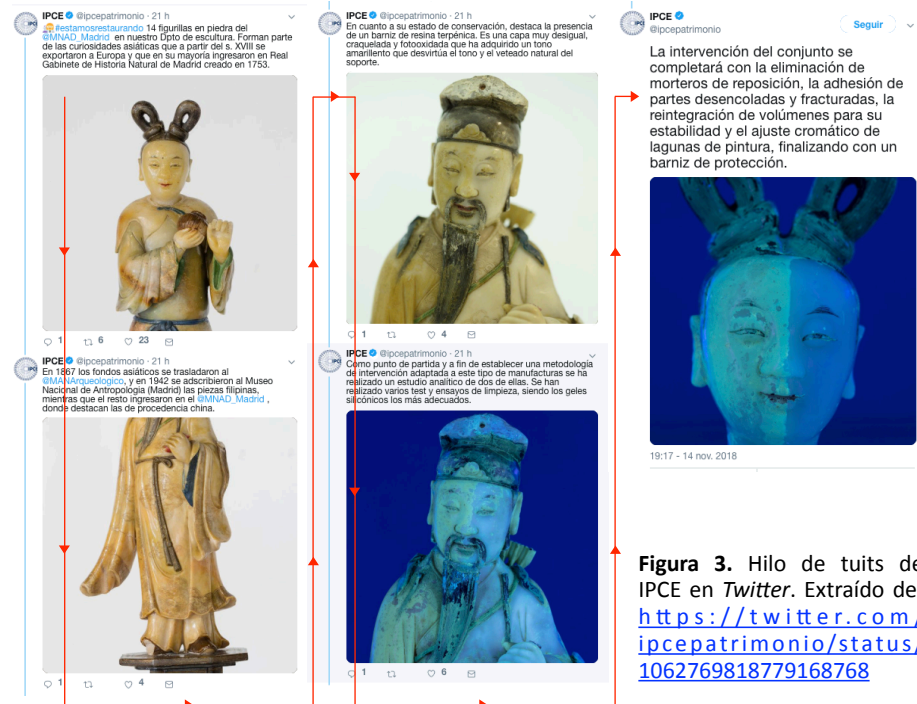 IPCE @ipcepatrimonio · 21 h
#estamosrestaurando 14 figurillas en piedra del
@MNAD_Madrid en nuestro Dpto de escultura. Forman parte
de las curiosidades asiáticas que a partir del s. XVIII se
exportaron a Europa y que en su mayoría ingresaron en Real
Gabinete de Historia Natural de Madrid creado en 1753.
1 6 23
IPCE @ipcepatrimonio · 21 h
En 1867 los fondos asiáticos se trasladaron al
@MANArqueologico, y en 1942 se adscribieron al Museo
Nacional de Antropología (Madrid) las piezas filipinas,
mientras que el resto ingresaron en el @MNAD_Madrid ,
donde destacan las de procedencia china.
1 4
IPCE @ipcepatrimonio · 21 h
En cuanto a su estado de conservación, destaca la presencia
de un barniz de resina terpénica. Es una capa muy desigual,
craquelada y fotooxidada que ha adquirido un tono
amarillento que desvirtúa el tono y el veteado natural del
soporte.
1 4
IPCE @ipcepatrimonio · 21 h
Como punto de partida y a fin de establecer una metodología
de intervención adaptado a este tipo de manufacturas se ha
realizado un estudio analítico de dos de ellas. Se han
realizado varios test y ensayos de limpieza, siendo los geles
silicónicos los más adecuados.
1 6
IPCE
@ipcepatrimonio
Seguir
La intervención del conjunto se
completará con la eliminación de
morteros de reposición, la adhesión de
partes desencoladas y fracturadas, la
reintegración de volúmenes para su
estabilidad y el ajuste cromático de
lagunas de pintura, finalizando con un
barniz de protección.
19:17 - 14 nov. 2018
Figura 3. Hilo de tuits de
IPCE en Twitter. Extraído de
https://twitter.com/
ipcepatrimonio/status/
1062769818779168768